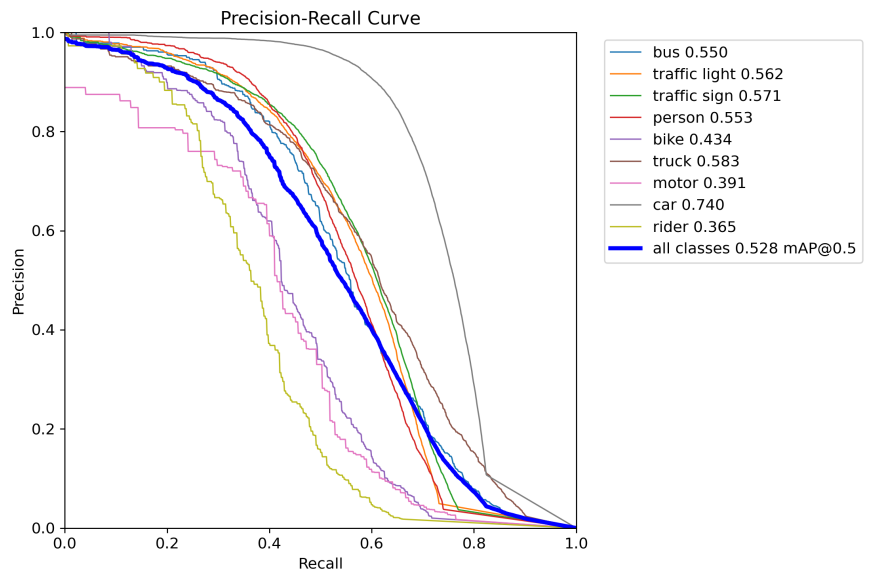 Precision-Recall Curve
1.0
0.8
0.6
0.4
0.2
0.0
Precision
0.0 0.2 0.4 0.6 0.8 1.0
Recall
bus 0.550
traffic light 0.562
traffic sign 0.571
person 0.553
bike 0.434
truck 0.583
motor 0.391
car 0.740
rider 0.365
all classes 0.528 mAP@0.5